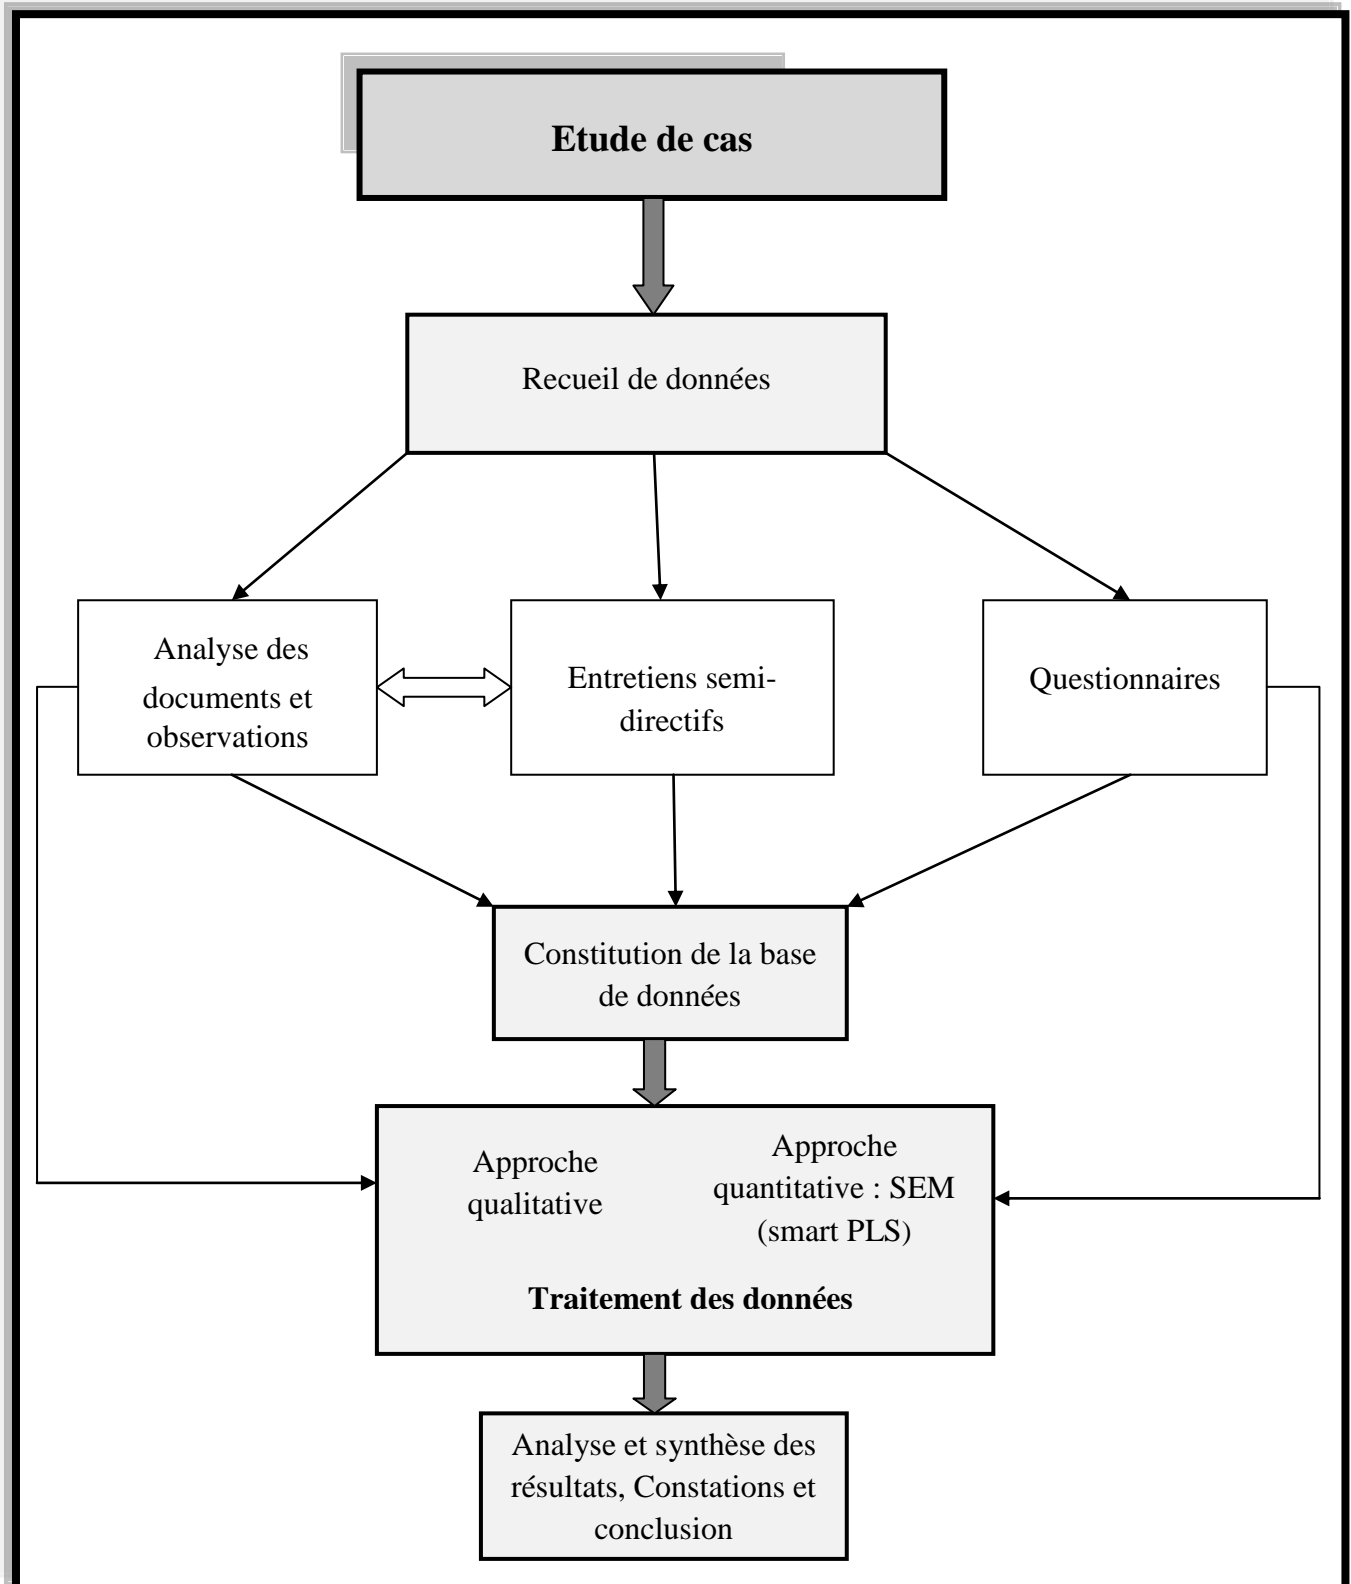 Etude de cas
Recueil de données
Analyse des
documents et
observations
Entretiens semi-
directifs
Questionnaires
Constitution de la base
de données
Approche
qualitative
Approche
quantitative : SEM
(smart PLS)
Traitement des données
Analyse et synthèse des
résultats, Constations et
conclusion